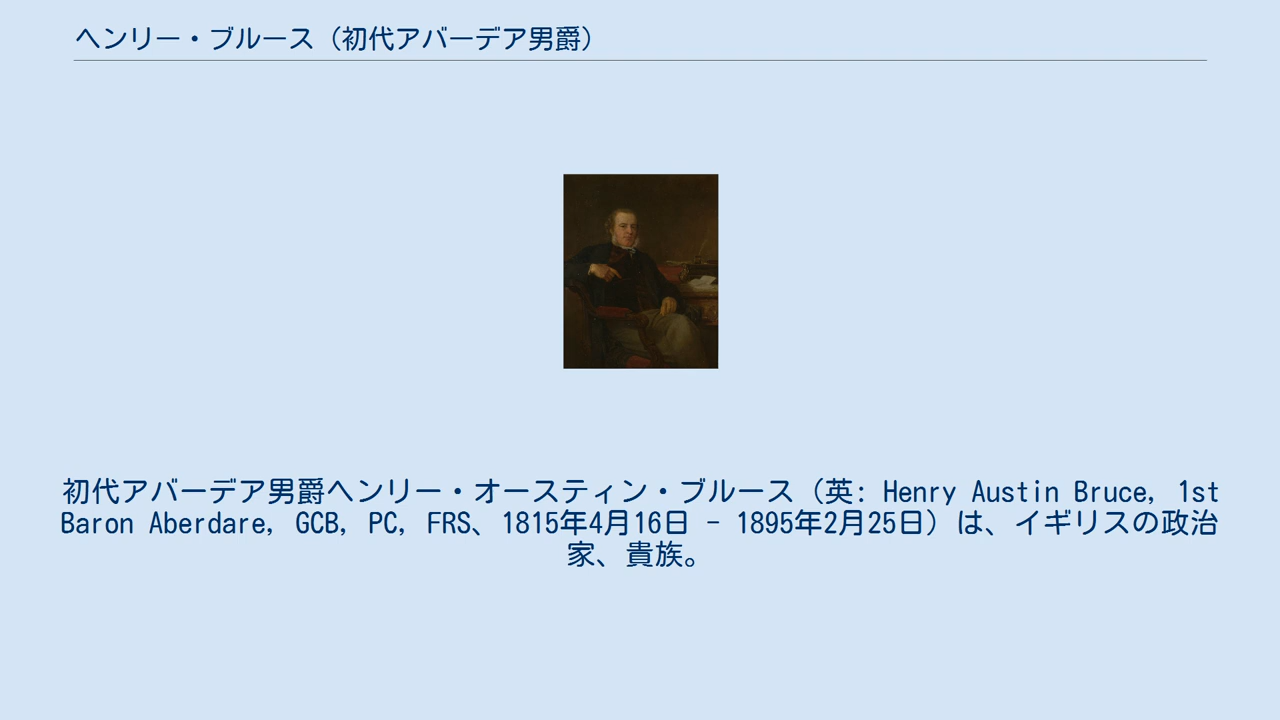 ヘンリー・ブルース（初代アバーデア男爵）
初代アバーデア男爵ヘンリー・オースティン・ブルース（英: Henry Austin Bruce, 1st
Baron Aberdare, GCB, PC, FRS、1815年4月16日 - 1895年2月25日）は、イギリスの政治
家、貴族。